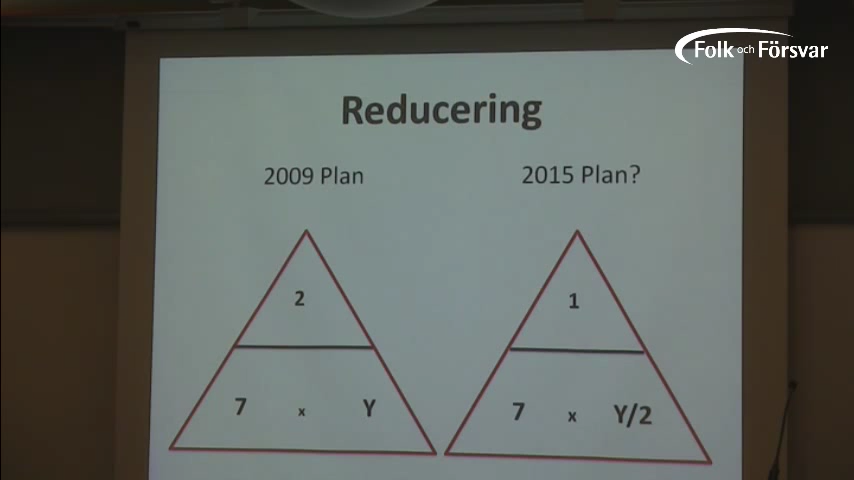 Folk och Försvar
Reducering
2009 Plan
2015 Plan?
2
1
7 x Y
7 x Y/2